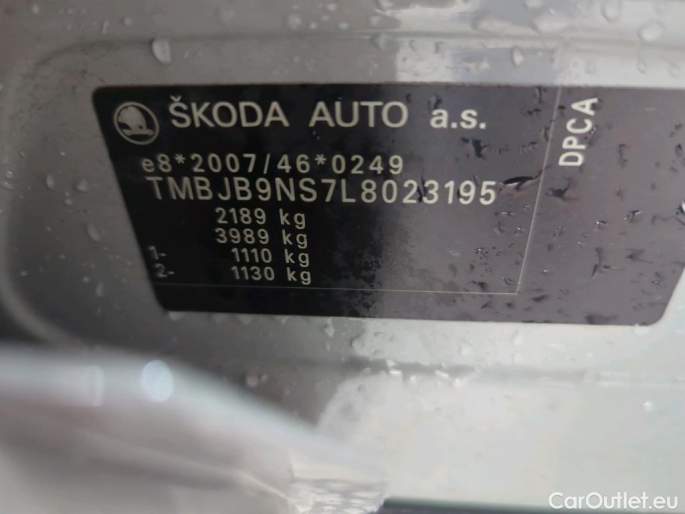 ŠKODA AUTO a.s.
e8*2007/46*0249
TMBJB9NS7L8023195
2189 kg
3989 kg
1- 1110 kg
2- 1130 kg
DPCA
CarOutlet.eu